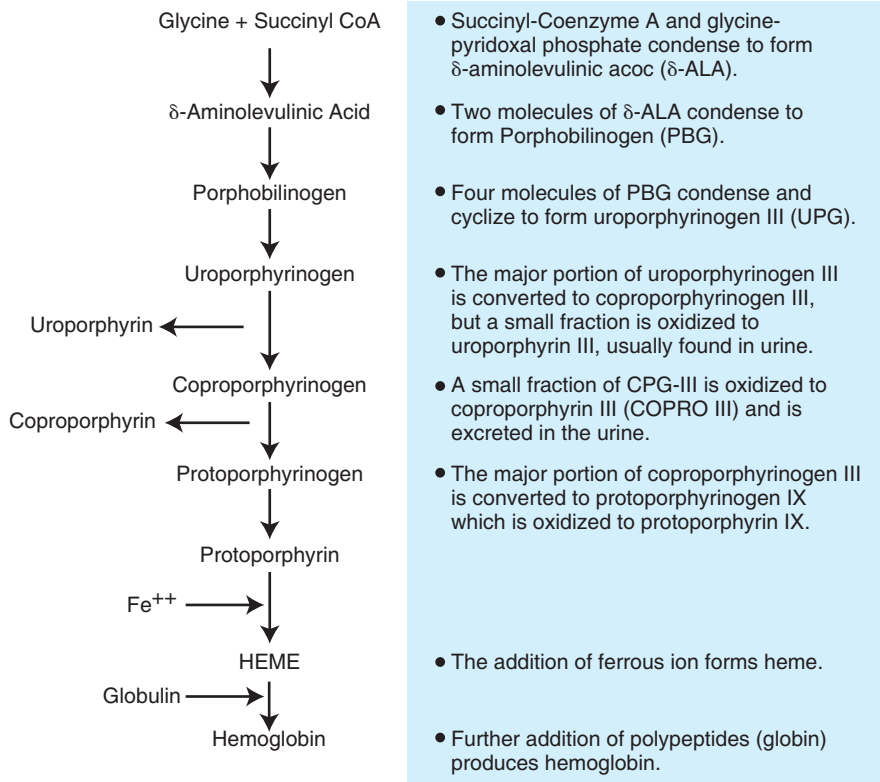 Glycine + Succinyl CoA
• Succinyl-Coenzyme A and glycine-
pyridoxal phosphate condense to form
δ-aminolevulinic acoc (δ-ALA).
δ-Aminolevulinic Acid
• Two molecules of δ-ALA condense to
form Porphobilinogen (PBG).
Porphobilinogen
• Four molecules of PBG condense and
cyclize to form uroporphyrinogen III (UPG).
Uroporphyrinogen
• The major portion of uroporphyrinogen III
is converted to coproporphyrinogen III,
but a small fraction is oxidized to
uroporphyrin III, usually found in urine.
Uroporphyrin
Coproporphyrinogen
• A small fraction of CPG-III is oxidized to
coproporphyrin III (COPRO III) and is
excreted in the urine.
Coproporphyrin
Protoporphyrinogen
• The major portion of coproporphyrinogen III
is converted to protoporphyrinogen IX
which is oxidized to protoporphyrin IX.
Protoporphyrin
Fe++
HEME
• The addition of ferrous ion forms heme.
Globulin
Hemoglobin
• Further addition of polypeptides (globin)
produces hemoglobin.